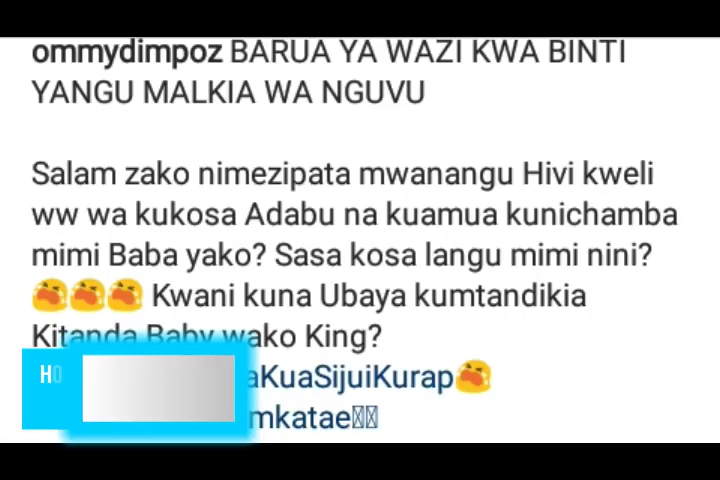 ommydimpoz BARUA YA WAZI KWA BINTI
YANGU MALKIA WA NGUVU
Salam zako nimezipata mwanangu Hivi kweli
ww wa kukosa Adabu na kuamua kunichamba
mimi Baba yako? Sasa kosa langu mimi nini?
😭😭😭 Kwani kuna Ubaya kumtandikia
Kitanda Baby wako King?
HO aKuaSijuiKurap😭
mkatae